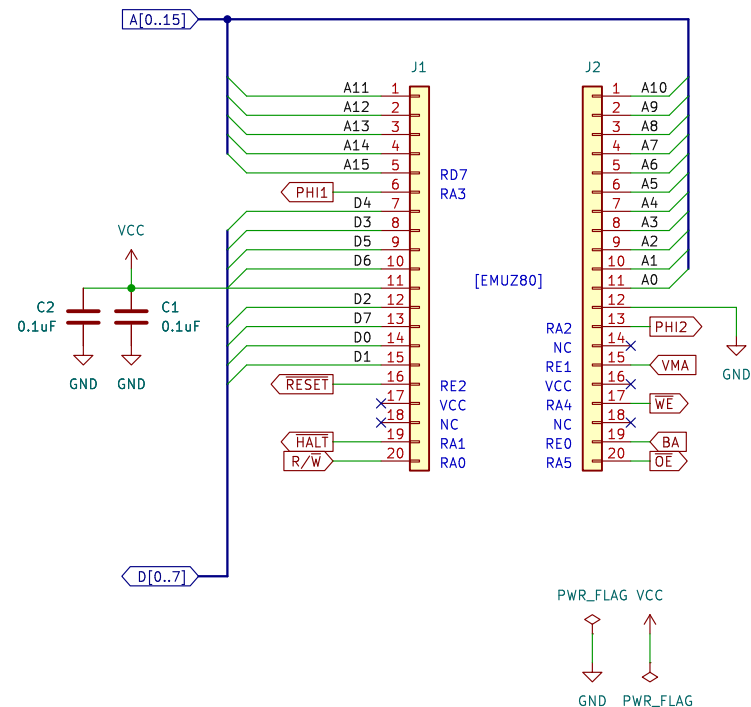 A[0..15]
J1
J2
A11 1
A12 2
A13 3
A14 4
A15 5
RD7
PHI1 6
RA3
D4 7
D3 8
D5 9
D6 10
11
D2 12
D7 13
D0 14
D1 15
RESET 16
RE2
17
VCC
18
NC
HALT 19
RA1
R/W 20
RA0
VCC
C2
0.1uF
C1
0.1uF
GND
GND
[EMUZ80]
1 A10
2 A9
3 A8
4 A7
5 A6
6 A5
7 A4
8 A3
9 A2
10 A1
11 A0
12
13 PHI2
RA2
14
NC
15 VMA
RE1
16
VCC
17 WE
RA4
18
NC
19 BA
RE0
20 OE
RA5
GND
D[0..7]
PWR_FLAG VCC
GND PWR_FLAG